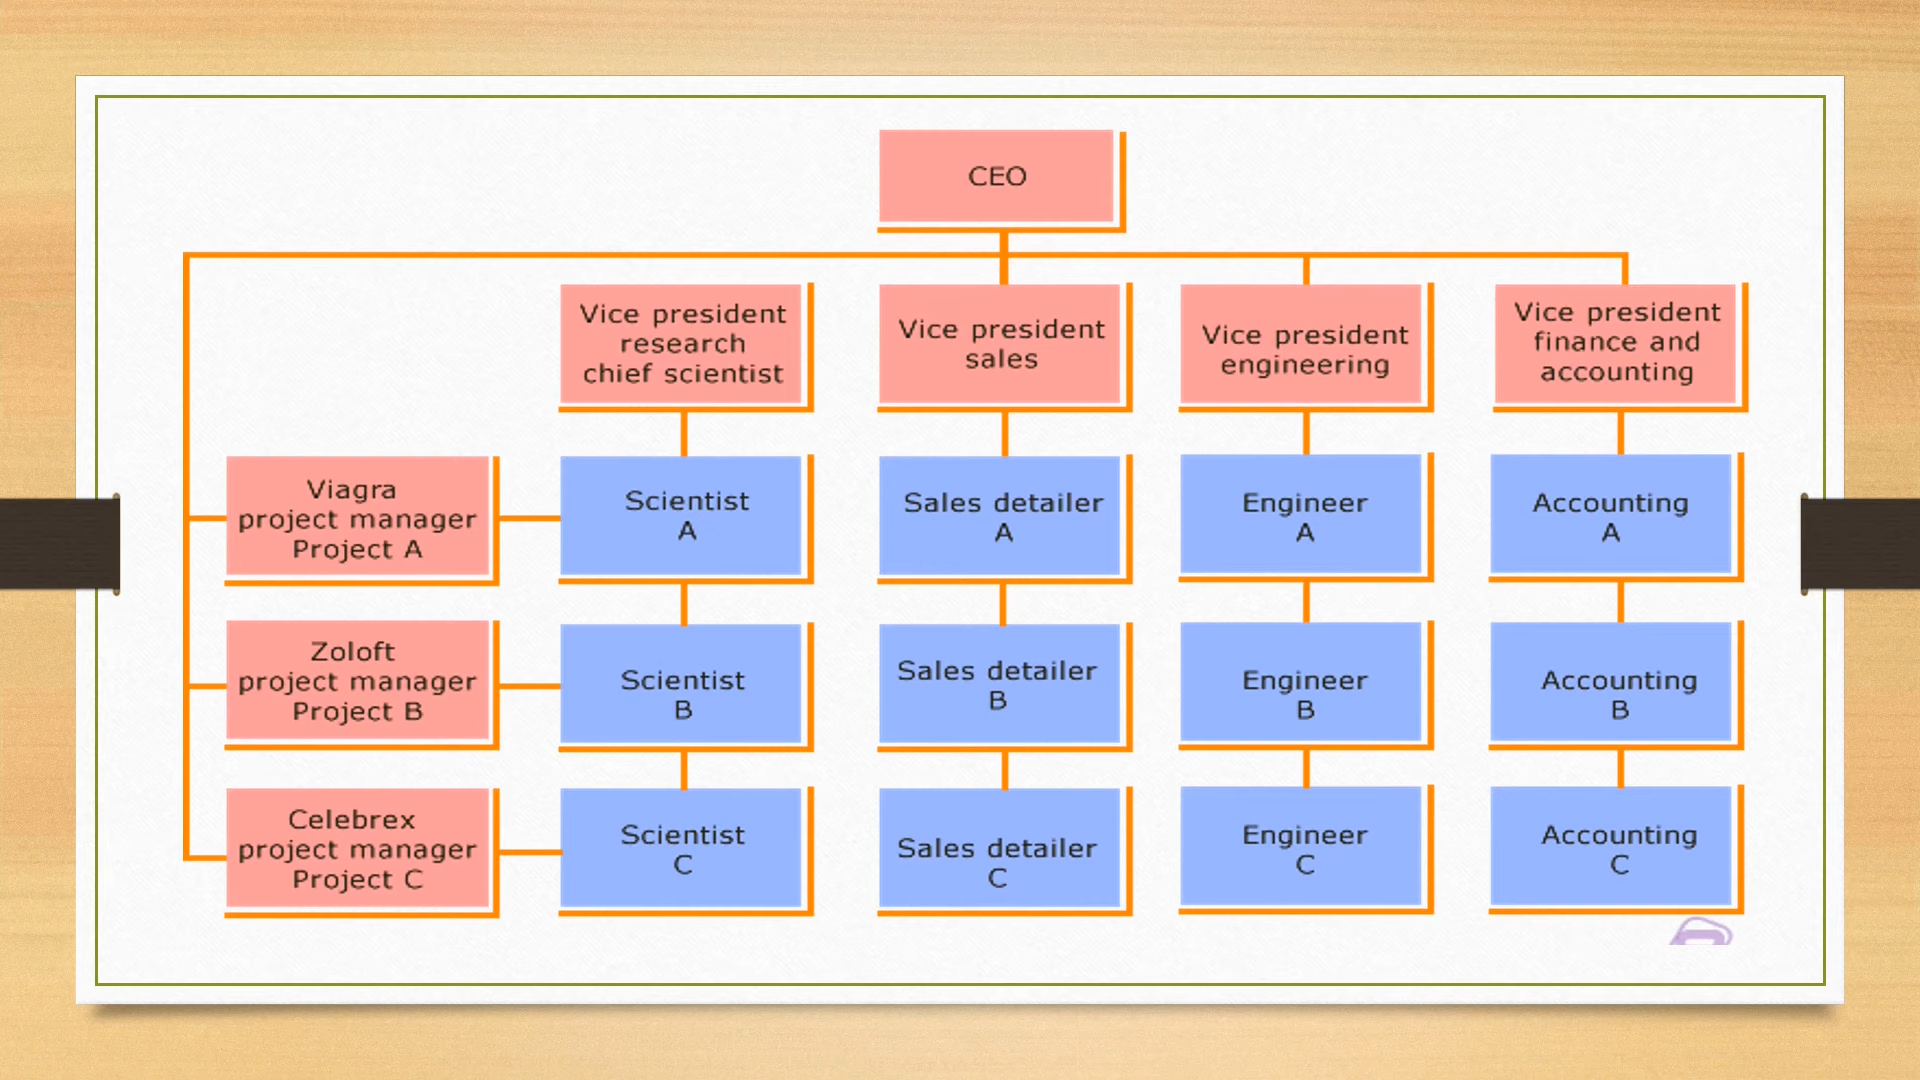 CEO
Vice president
research
chief scientist
Vice president
sales
Vice president
engineering
Vice president
finance and
accounting
Viagra
project manager
Project A
Scientist
A
Sales detailer
A
Engineer
A
Accounting
A
Zoloft
project manager
Project B
Scientist
B
Sales detailer
B
Engineer
B
Accounting
B
Celebrex
project manager
Project C
Scientist
C
Sales detailer
C
Engineer
C
Accounting
C